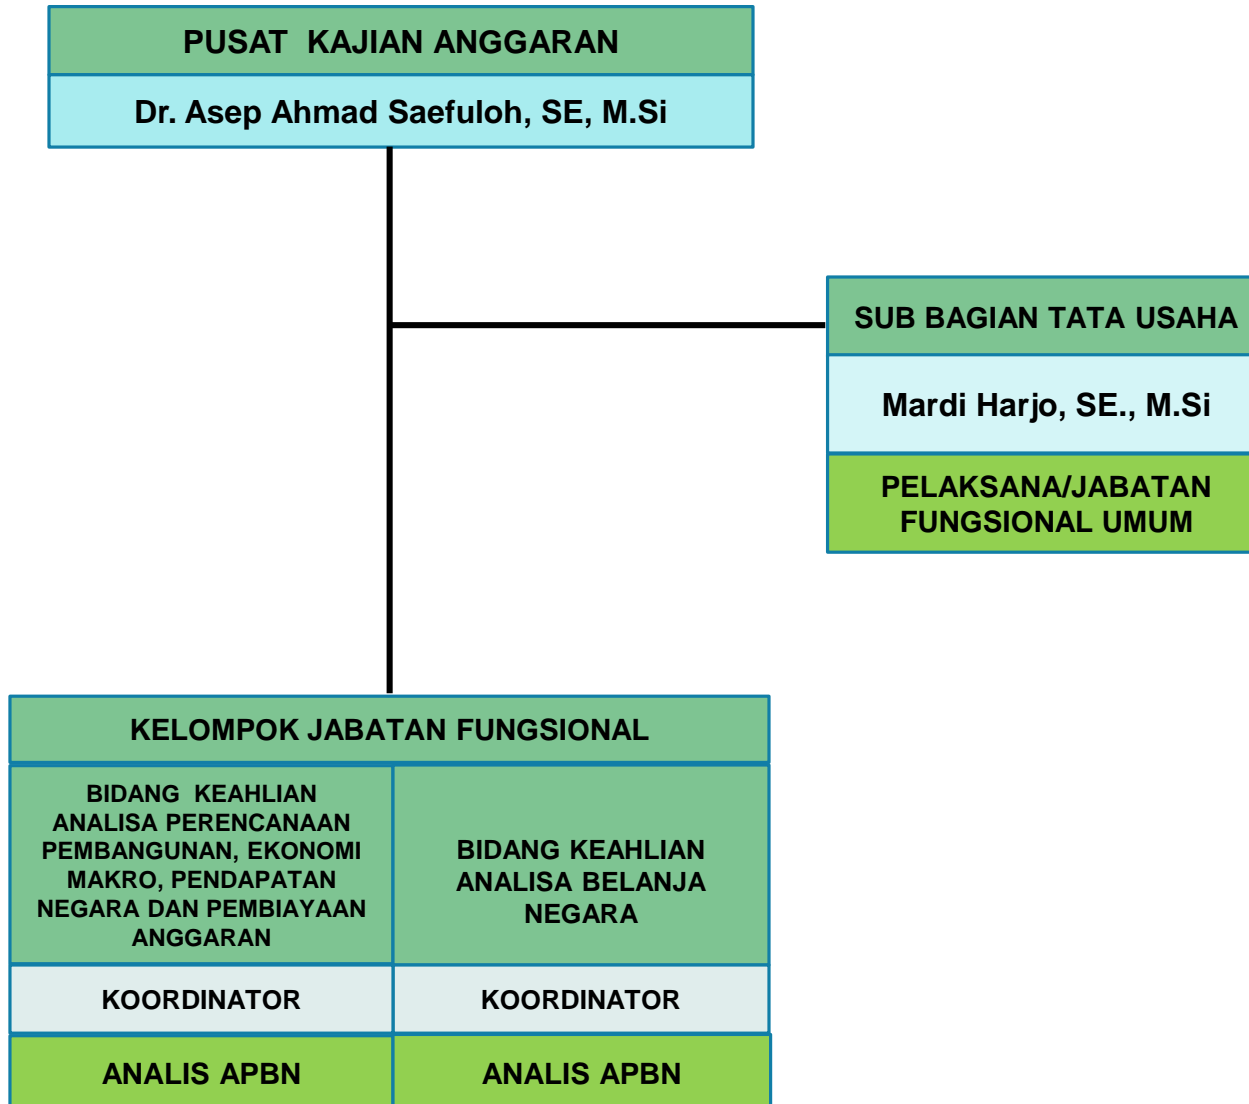 PUSAT KAJIAN ANGGARAN
Dr. Asep Ahmad Saefuloh, SE, M.Si
SUB BAGIAN TATA USAHA
Mardi Harjo, SE., M.Si
PELAKSANA/JABATAN
FUNGSIONAL UMUM
KELOMPOK JABATAN FUNGSIONAL
BIDANG KEAHLIAN
ANALISA PERENCANAAN
PEMBANGUNAN, EKONOMI
MAKRO, PENDAPATAN
NEGARA DAN PEMBIAYAAN
ANGGARAN
BIDANG KEAHLIAN
ANALISA BELANJA
NEGARA
KOORDINATOR
KOORDINATOR
ANALIS APBN
ANALIS APBN